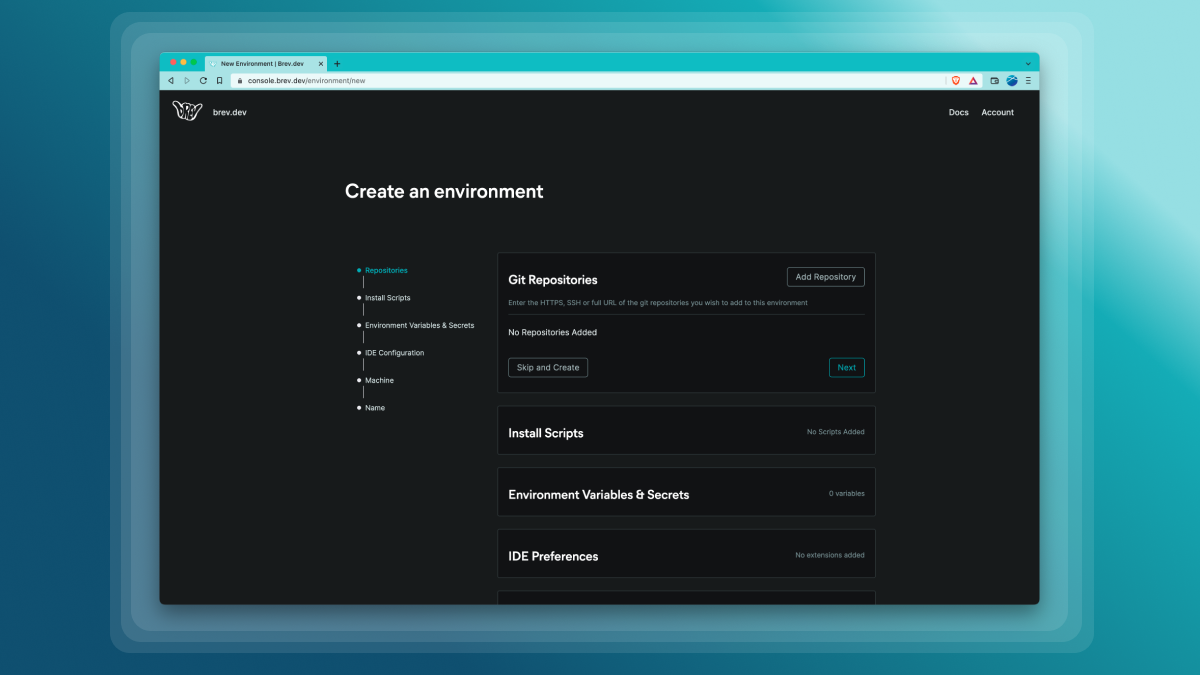 New Environment | Brev.dev
console.brev.dev/environment/new
BREV
brev.dev
Docs
Account
Create an environment
Repositories
Install Scripts
Environment Variables & Secrets
IDE Configuration
Machine
Name
Git Repositories
Add Repository
Enter the HTTPS, SSH or full URL of the git repositories you wish to add to this environment
No Repositories Added
Skip and Create
Next
Install Scripts
No Scripts Added
Environment Variables & Secrets
0 variables
IDE Preferences
No extensions added